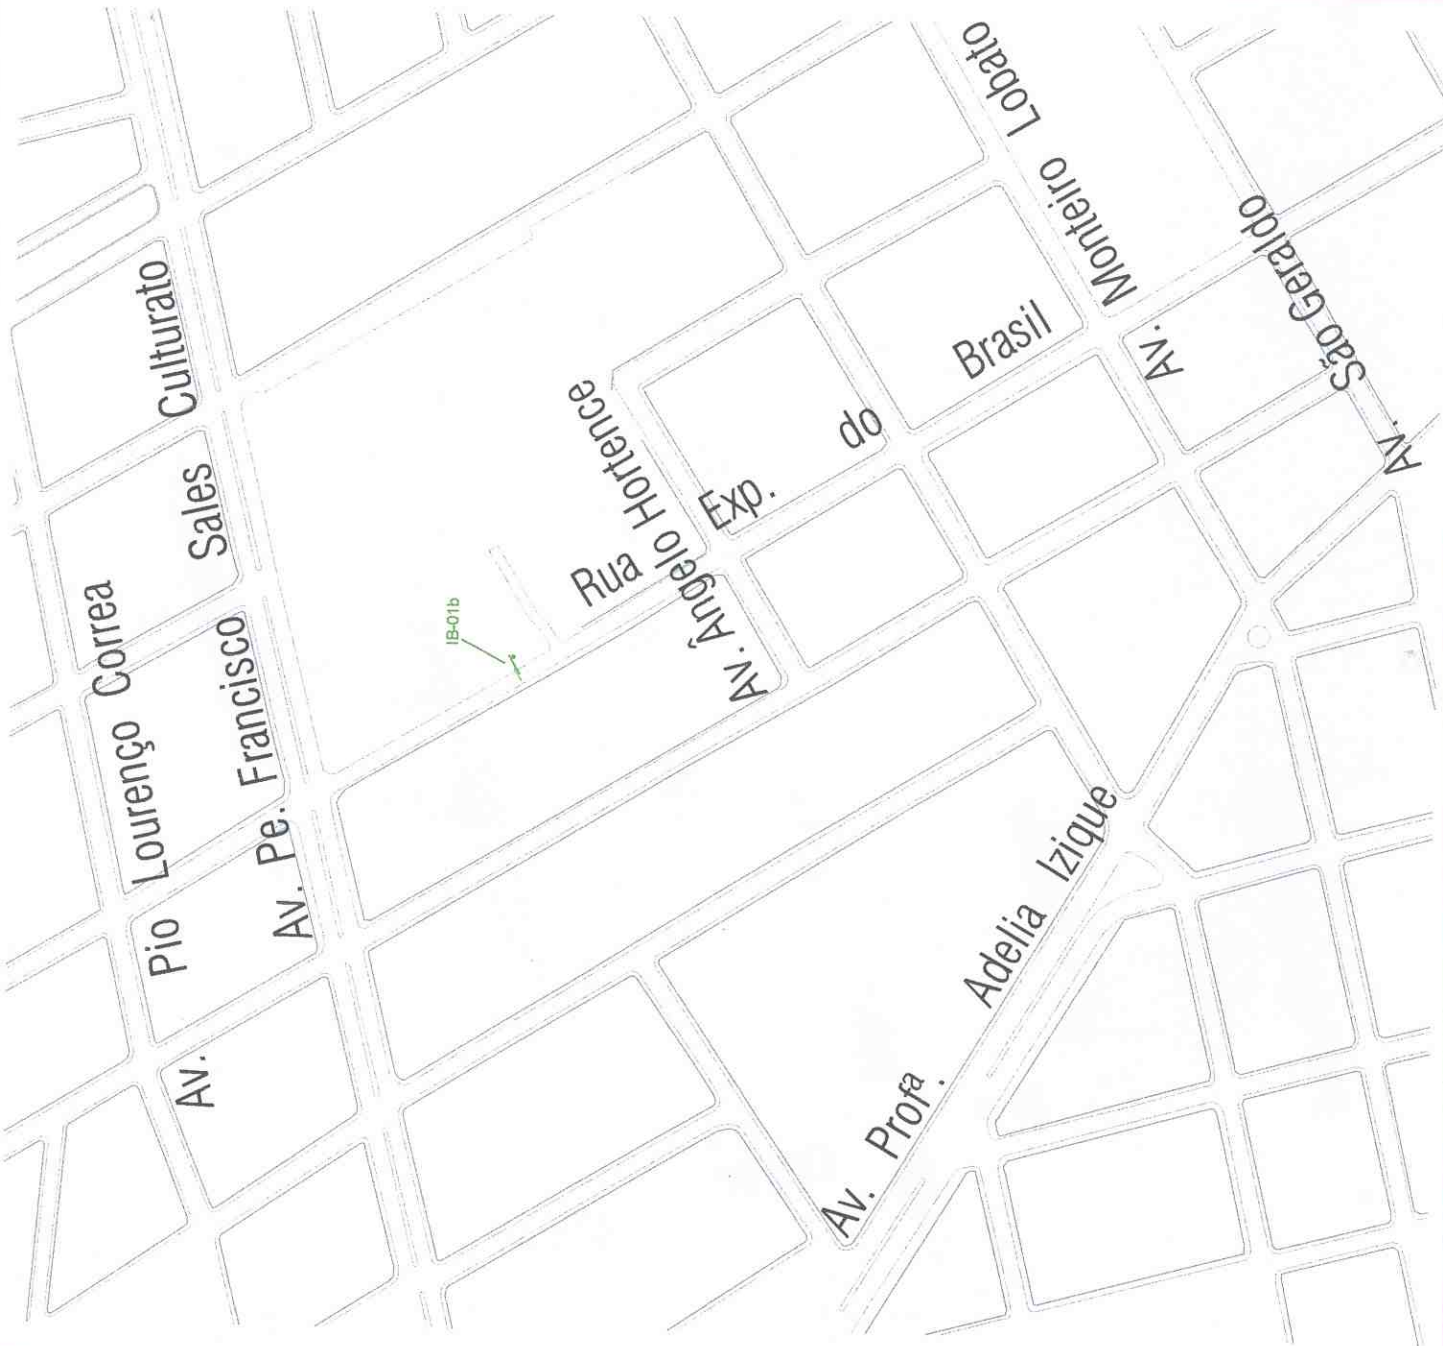 Av. Pio Lourenço Correa
Av. Pe. Francisco Sales Culturato
IB-01b
Rua Exp. do Brasil
Av. Ângelo Hortence
Av. Monteiro Lobato
Av. São Geraldo
Av. Profª. Adelia Izique